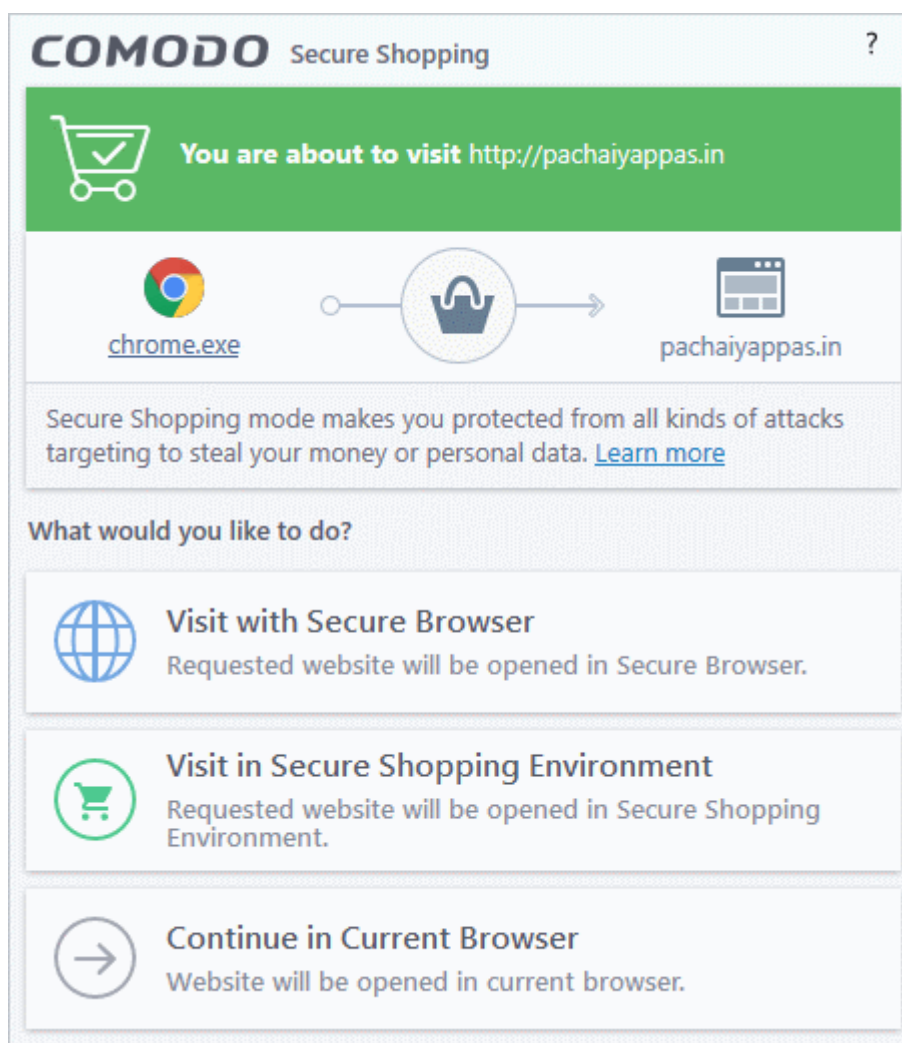 COMODO Secure Shopping ?
You are about to visit http://pachaiyappas.in
chrome.exe
pachaiyappas.in
Secure Shopping mode makes you protected from all kinds of attacks
targeting to steal your money or personal data. Learn more
What would you like to do?
Visit with Secure Browser
Requested website will be opened in Secure Browser.
Visit in Secure Shopping Environment
Requested website will be opened in Secure Shopping
Environment.
Continue in Current Browser
Website will be opened in current browser.